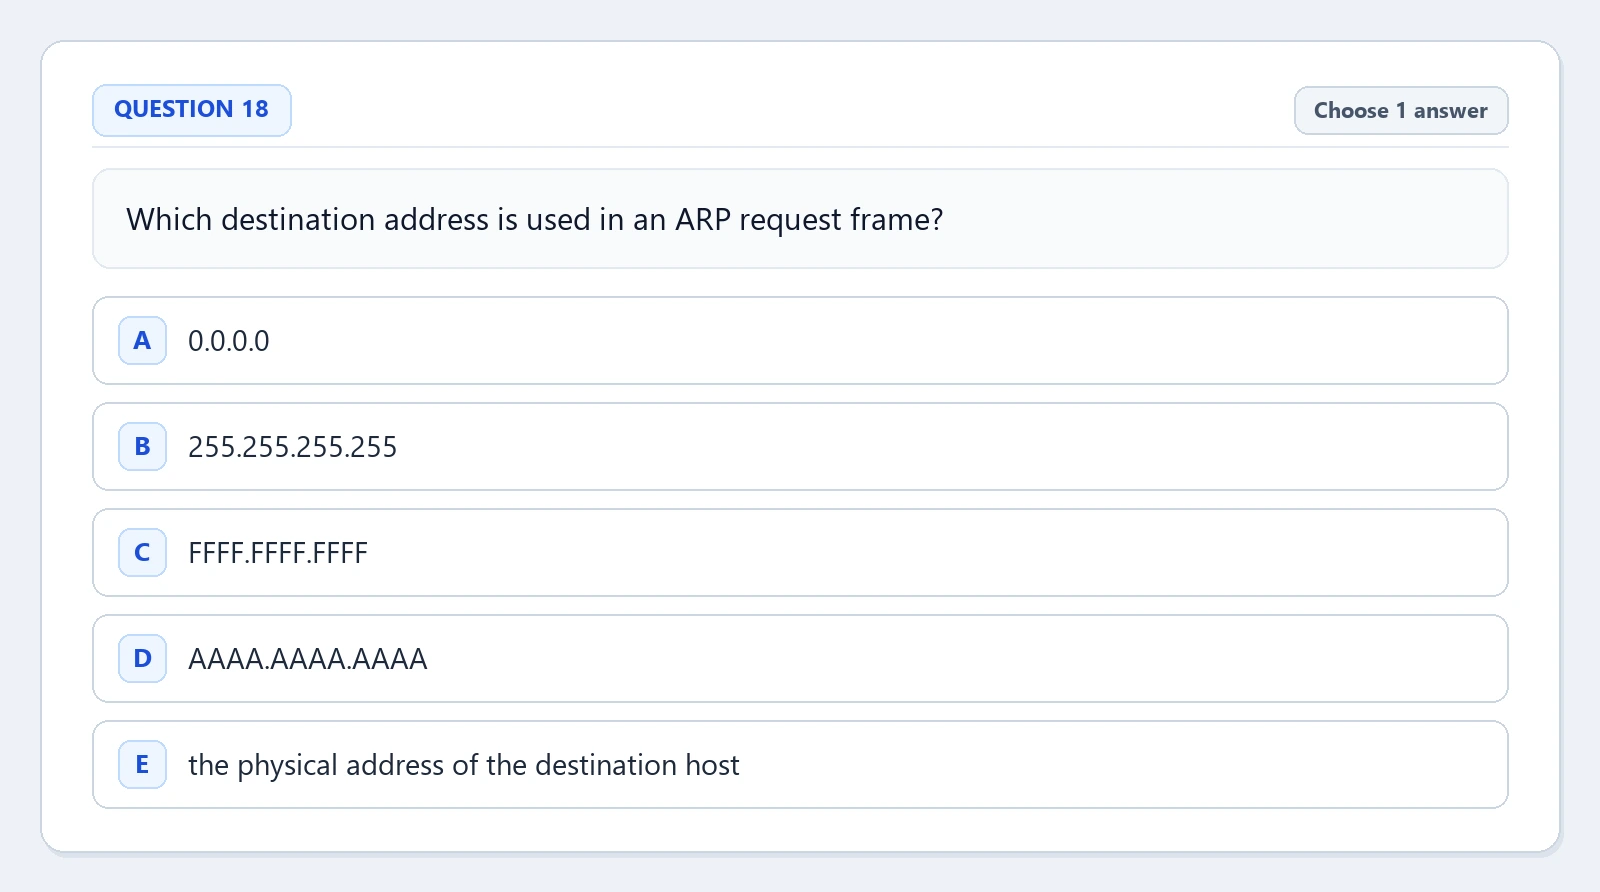 QUESTION 18
Choose 1 answer
Which destination address is used in an ARP request frame?
A 0.0.0.0
B 255.255.255.255
C FFFF.FFFF.FFFF
D AAAA.AAAA.AAAA
E the physical address of the destination host